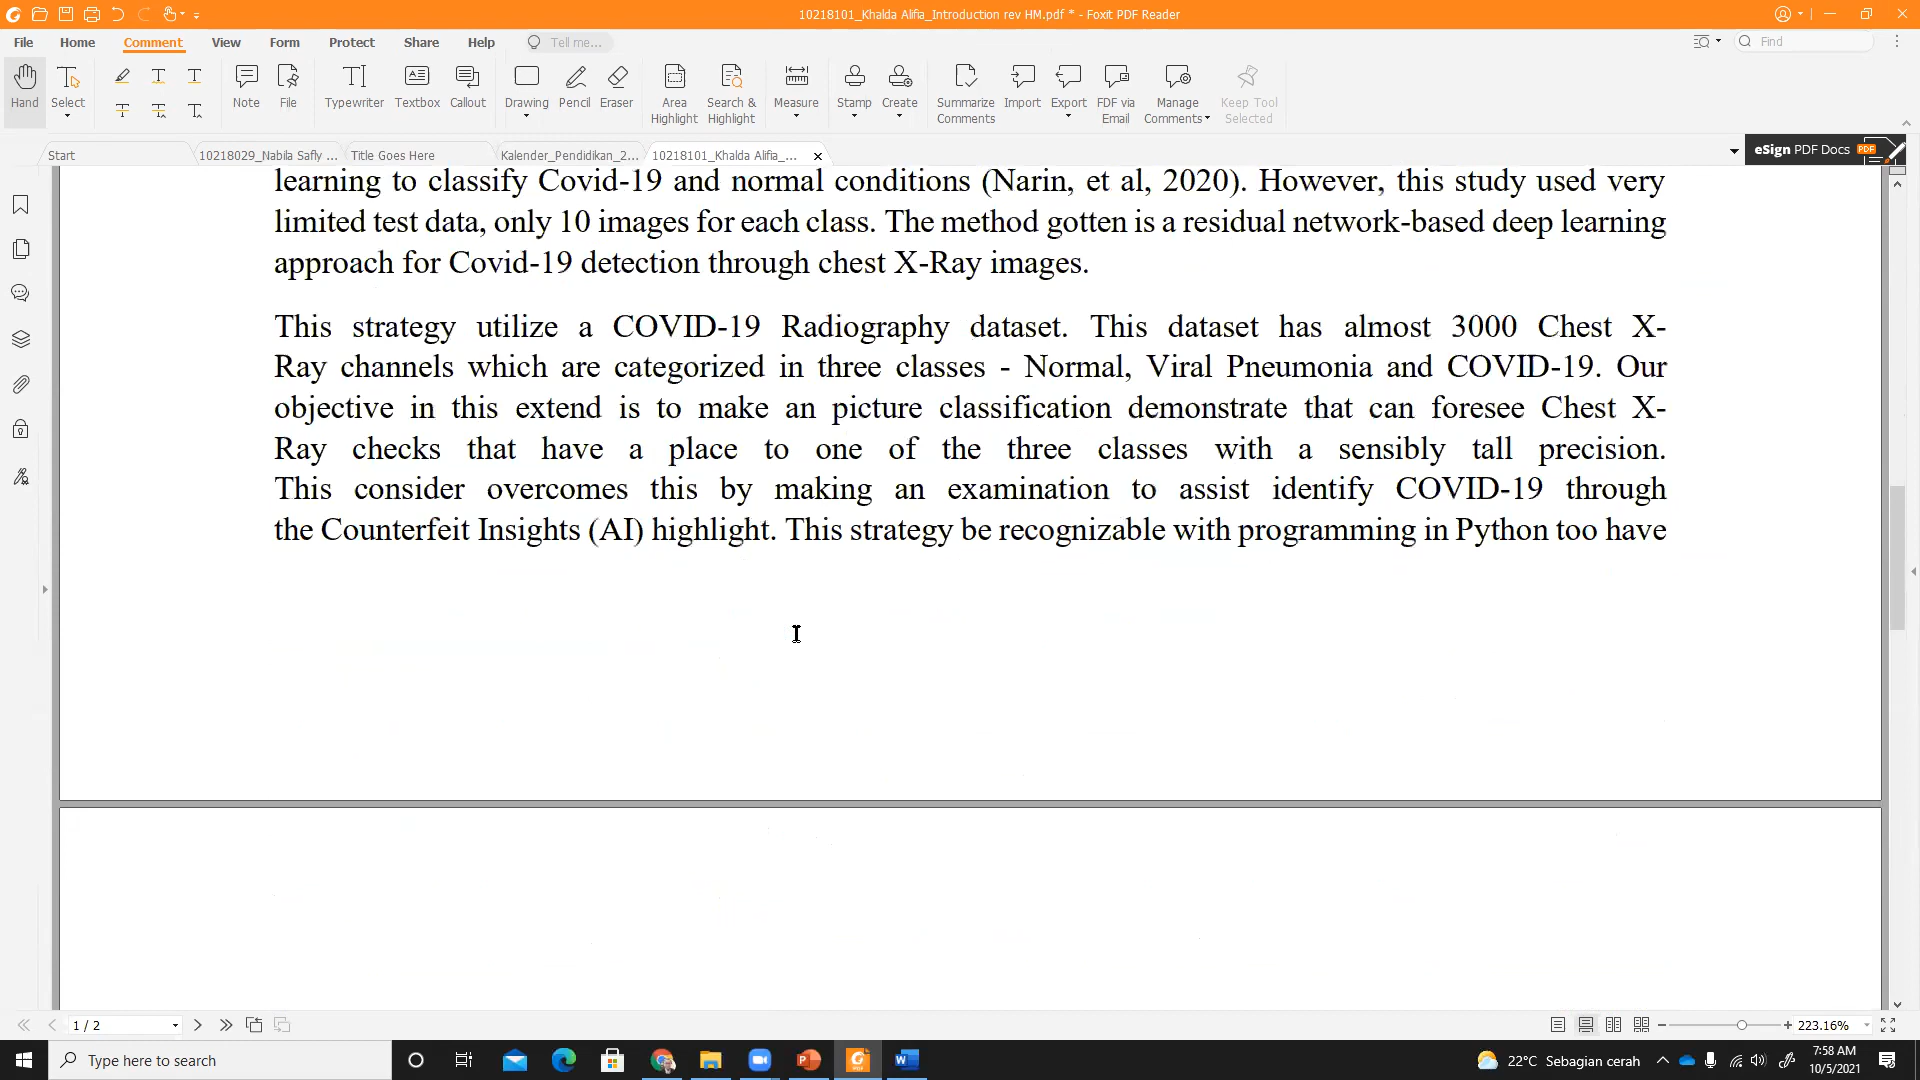 10218101_Khalda Alifia_Introduction rev HM.pdf * - Foxit PDF Reader
File Home Comment View Form Protect Share Help Tell me... Find
Hand Select Note File Typewriter Textbox Callout Drawing Pencil Eraser Area Highlight Search & Highlight Measure Stamp Create Summarize Comments Import Export FDF via Email Manage Comments Keep Tool Selected
Start 10218029_Nabila Safly ... Title Goes Here Kalender_Pendidikan_2... 10218101_Khalda Alifia_... eSign PDF Docs PDF
learning to classify Covid-19 and normal conditions (Narin, et al, 2020). However, this study used very
limited test data, only 10 images for each class. The method gotten is a residual network-based deep learning
approach for Covid-19 detection through chest X-Ray images.
This strategy utilize a COVID-19 Radiography dataset. This dataset has almost 3000 Chest X-
Ray channels which are categorized in three classes - Normal, Viral Pneumonia and COVID-19. Our
objective in this extend is to make an picture classification demonstrate that can foresee Chest X-
Ray checks that have a place to one of the three classes with a sensibly tall precision.
This consider overcomes this by making an examination to assist identify COVID-19 through
the Counterfeit Insights (AI) highlight. This strategy be recognizable with programming in Python too have
1 / 2 223.16%
Type here to search 22°C Sebagian cerah 7:58 AM
10/5/2021